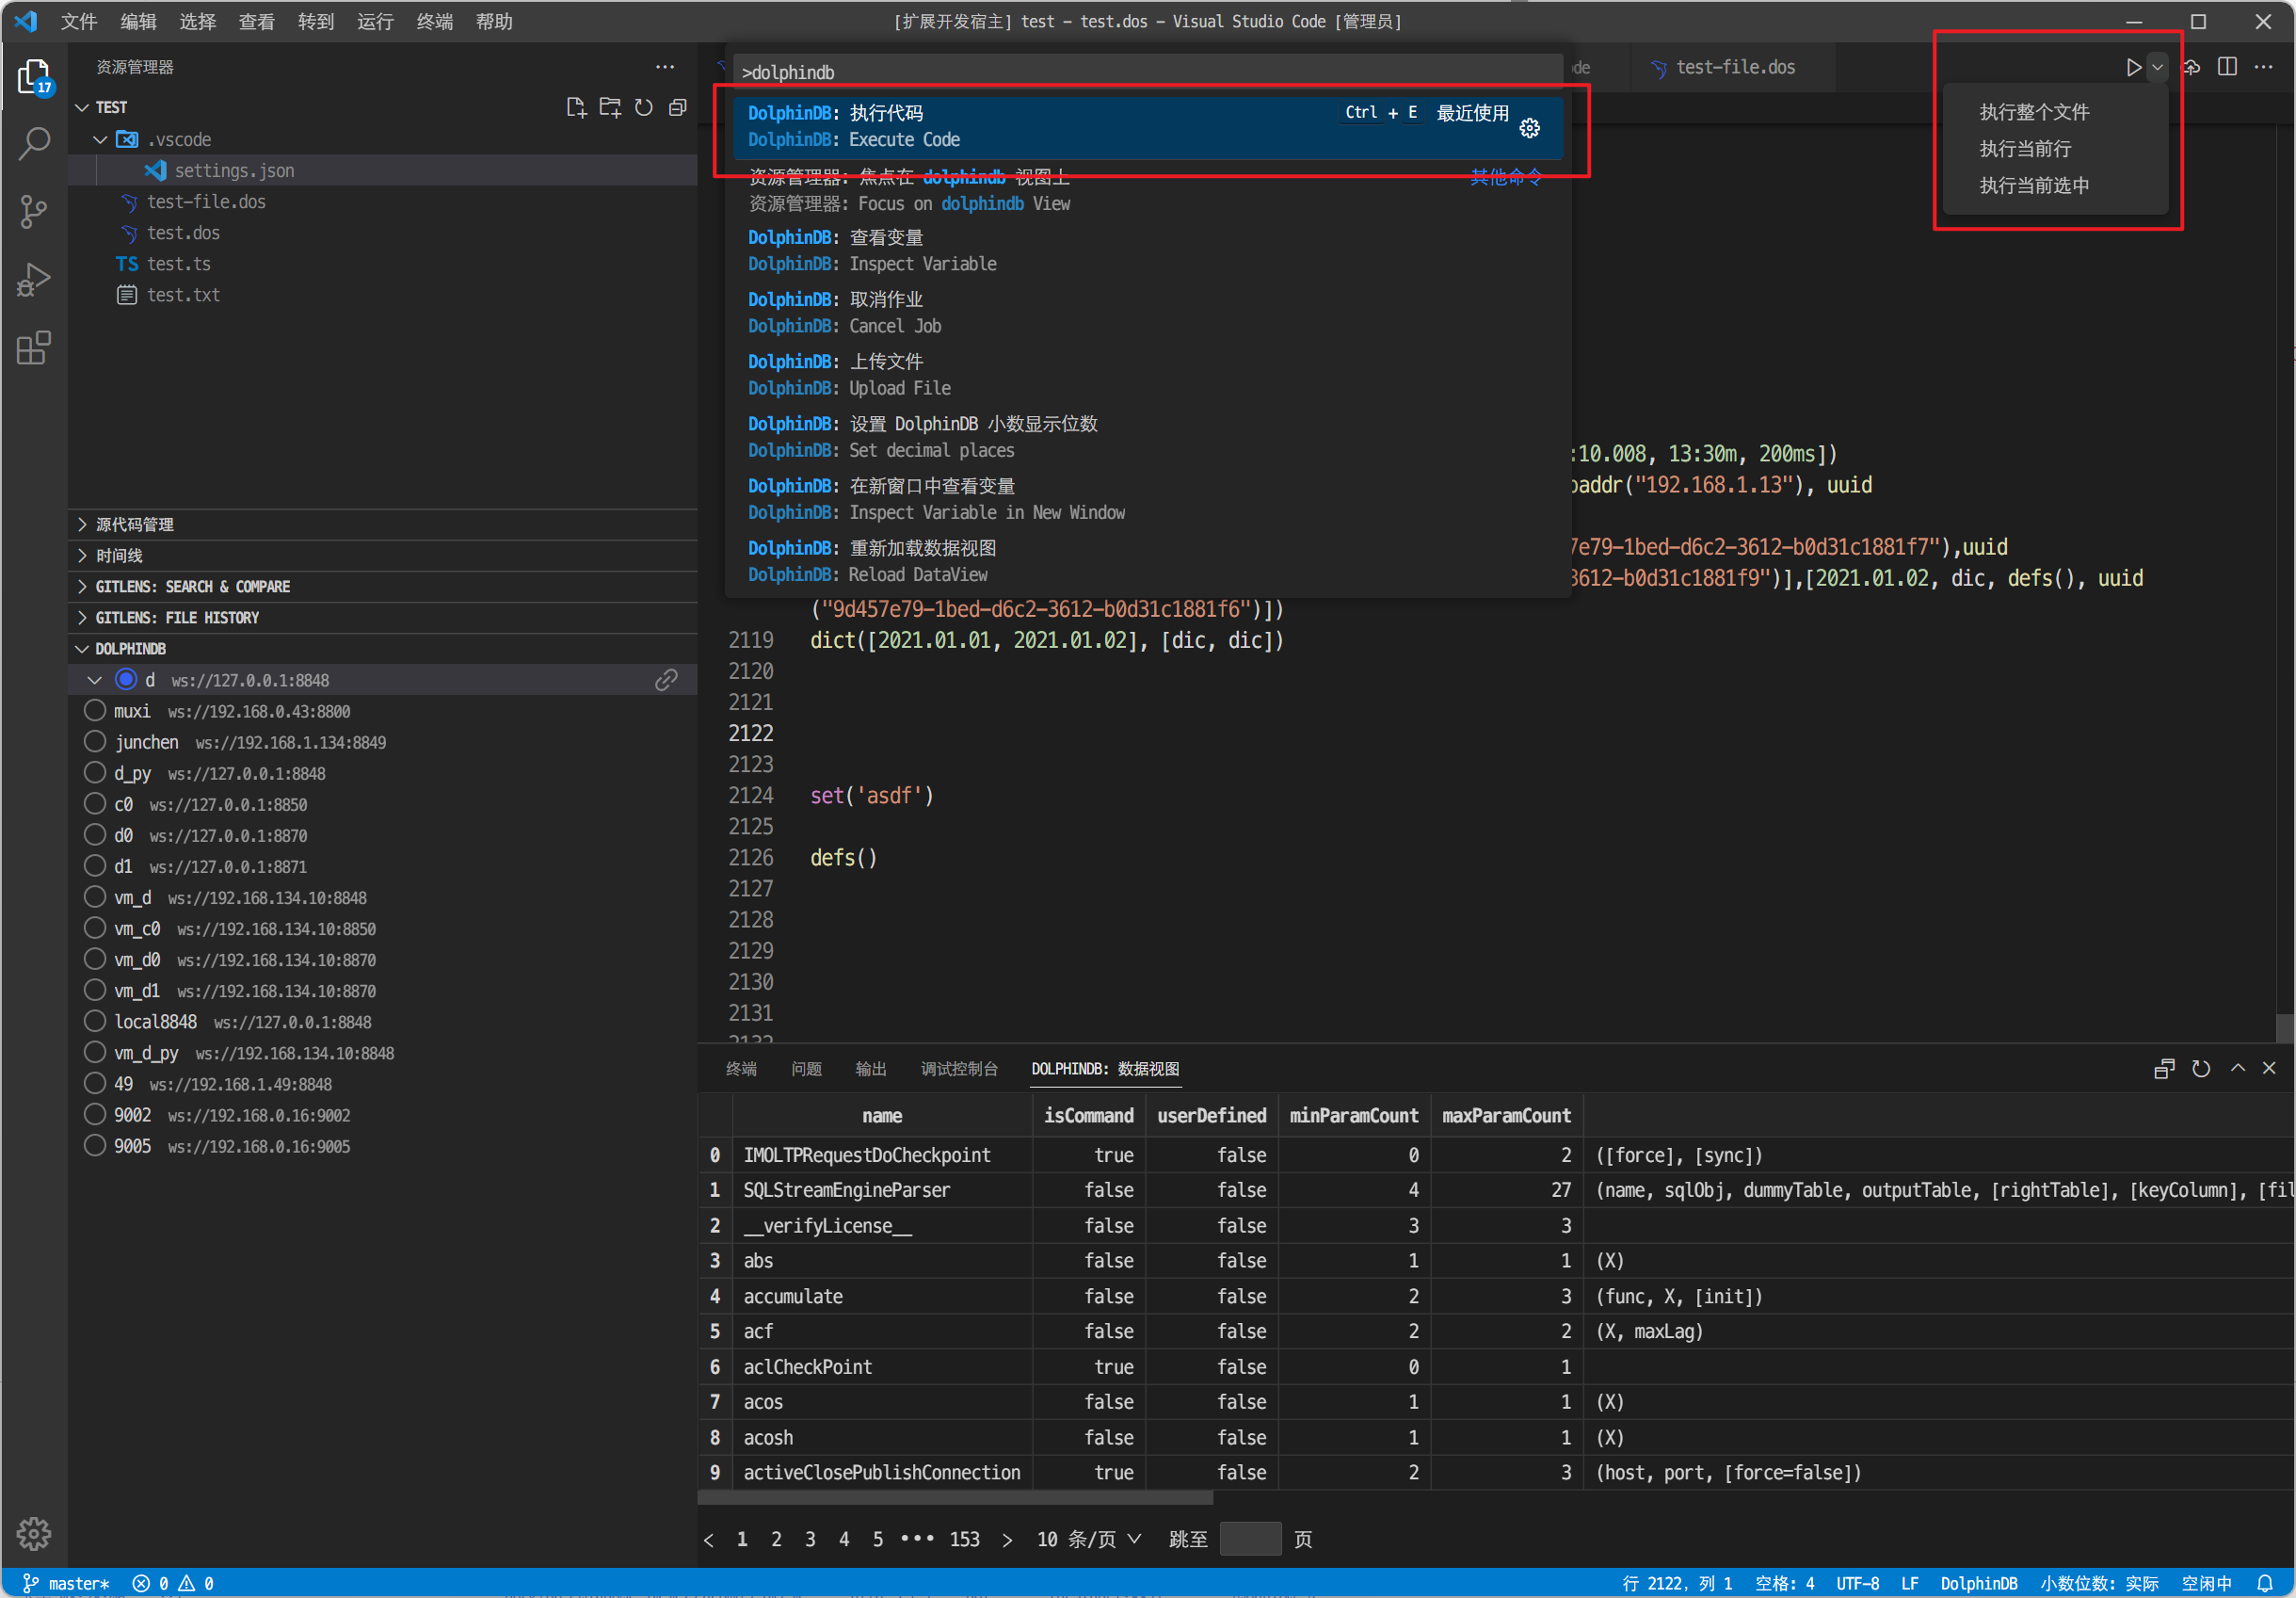 文件 编辑 选择 查看 转到 运行 终端 帮助
[扩展开发宿主] test - test.dos - Visual Studio Code [管理员]
17
资源管理器
TEST
.vscode
settings.json
test-file.dos
test.dos
TS test.ts
test.txt
源代码管理
时间线
GITLENS: SEARCH & COMPARE
GITLENS: FILE HISTORY
DOLPHINDB
d ws://127.0.0.1:8848
muxi ws://192.168.0.43:8800
junchen ws://192.168.1.134:8849
d_py ws://127.0.0.1:8848
c0 ws://127.0.0.1:8850
d0 ws://127.0.0.1:8870
d1 ws://127.0.0.1:8871
vm_d ws://192.168.134.10:8848
vm_c0 ws://192.168.134.10:8850
vm_d0 ws://192.168.134.10:8870
vm_d1 ws://192.168.134.10:8870
local8848 ws://127.0.0.1:8848
vm_d_py ws://192.168.134.10:8848
49 ws://192.168.1.49:8848
9002 ws://192.168.0.16:9002
9005 ws://192.168.0.16:9005
>dolphindb
DolphinDB: 执行代码 Ctrl + E 最近使用
DolphinDB: Execute Code
资源管理器: 焦点在 dolphindb 视图上 其他命令
资源管理器: Focus on dolphindb View
DolphinDB: 查看变量
DolphinDB: Inspect Variable
DolphinDB: 取消作业
DolphinDB: Cancel Job
DolphinDB: 上传文件
DolphinDB: Upload File
DolphinDB: 设置 DolphinDB 小数显示位数
DolphinDB: Set decimal places
DolphinDB: 在新窗口中查看变量
DolphinDB: Inspect Variable in New Window
DolphinDB: 重新加载数据视图
DolphinDB: Reload DataView
de
test-file.dos
执行整个文件
执行当前行
执行当前选中
:10.008, 13:30m, 200ms])
paddr("192.168.1.13"), uuid
7e79-1bed-d6c2-3612-b0d31c1881f7"),uuid
3612-b0d31c1881f9")],[2021.01.02, dic, defs(), uuid
("9d457e79-1bed-d6c2-3612-b0d31c1881f6")])
2119 dict([2021.01.01, 2021.01.02], [dic, dic])
2120
2121
2122
2123
2124 set('asdf')
2125
2126 defs()
2127
2128
2129
2130
2131
2132
终端 问题 输出 调试控制台 DOLPHINDB: 数据视图
name isCommand userDefined minParamCount maxParamCount
0 IMOLTPRequestDoCheckpoint true false 0 2 ([force], [sync])
1 SQLStreamEngineParser false false 4 27 (name, sqlObj, dummyTable, outputTable, [rightTable], [keyColumn], [fil
2 __verifyLicense__ false false 3 3
3 abs false false 1 1 (X)
4 accumulate false false 2 3 (func, X, [init])
5 acf false false 2 2 (X, maxLag)
6 aclCheckPoint true false 0 1
7 acos false false 1 1 (X)
8 acosh false false 1 1 (X)
9 activeClosePublishConnection true false 2 3 (host, port, [force=false])
< 1 2 3 4 5 ••• 153 > 10 条/页 跳至 页
master* 0 0 行 2122, 列 1 空格: 4 UTF-8 LF DolphinDB 小数位数: 实际 空闲中